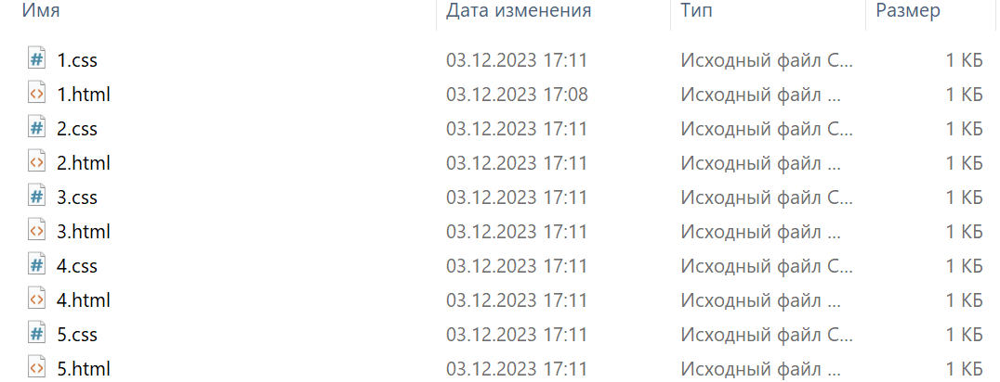 Имя Дата изменения Тип Размер
1.css 03.12.2023 17:11 Исходный файл C... 1 КБ
1.html 03.12.2023 17:08 Исходный файл ... 1 КБ
2.css 03.12.2023 17:11 Исходный файл C... 1 КБ
2.html 03.12.2023 17:11 Исходный файл ... 1 КБ
3.css 03.12.2023 17:11 Исходный файл C... 1 КБ
3.html 03.12.2023 17:11 Исходный файл ... 1 КБ
4.css 03.12.2023 17:11 Исходный файл C... 1 КБ
4.html 03.12.2023 17:11 Исходный файл ... 1 КБ
5.css 03.12.2023 17:11 Исходный файл C... 1 КБ
5.html 03.12.2023 17:11 Исходный файл ... 1 КБ